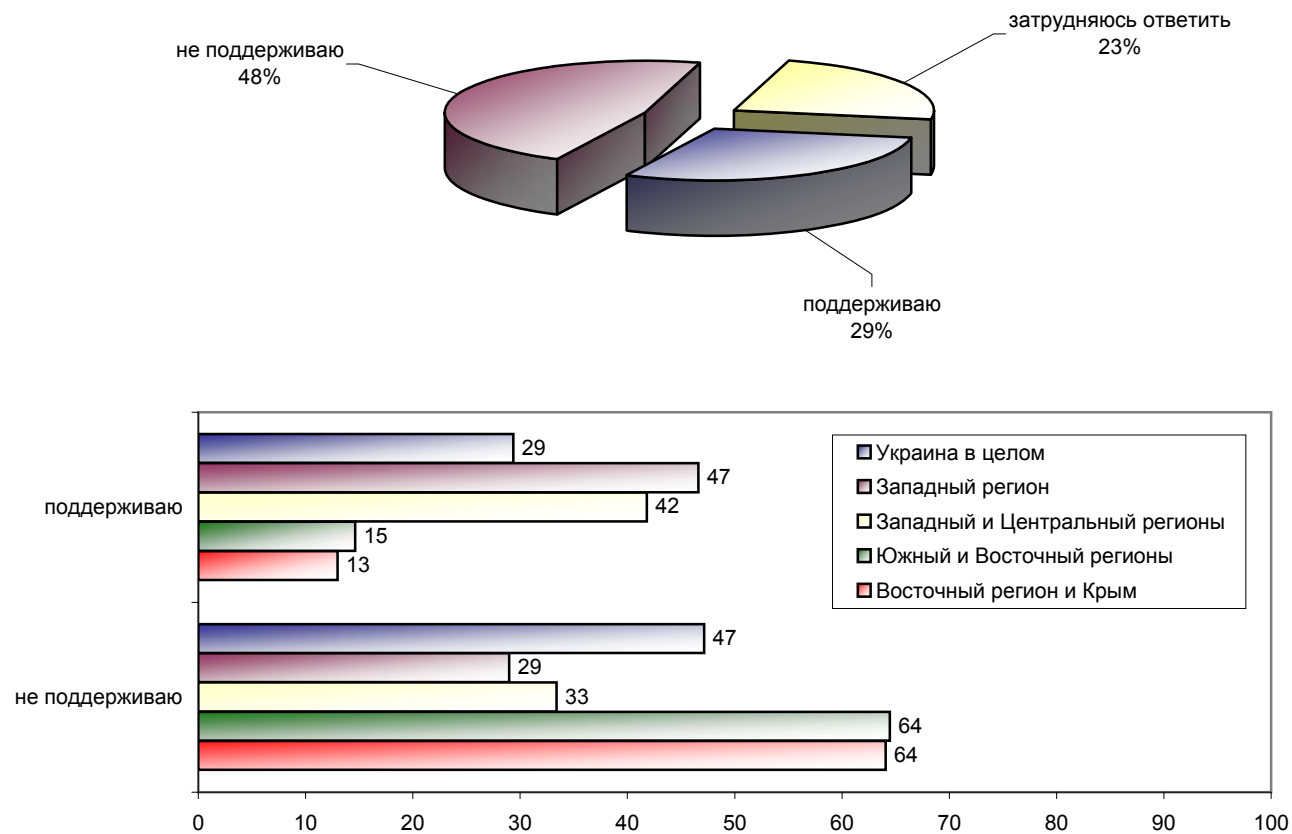 затрудняюсь ответить
23%
не поддерживаю
48%
поддерживаю
29%
поддерживаю
29
47
42
15
13
Украина в целом
Западный регион
Западный и Центральный регионы
Южный и Восточный регионы
Восточный регион и Крым
не поддерживаю
47
29
33
64
64
0 10 20 30 40 50 60 70 80 90 100